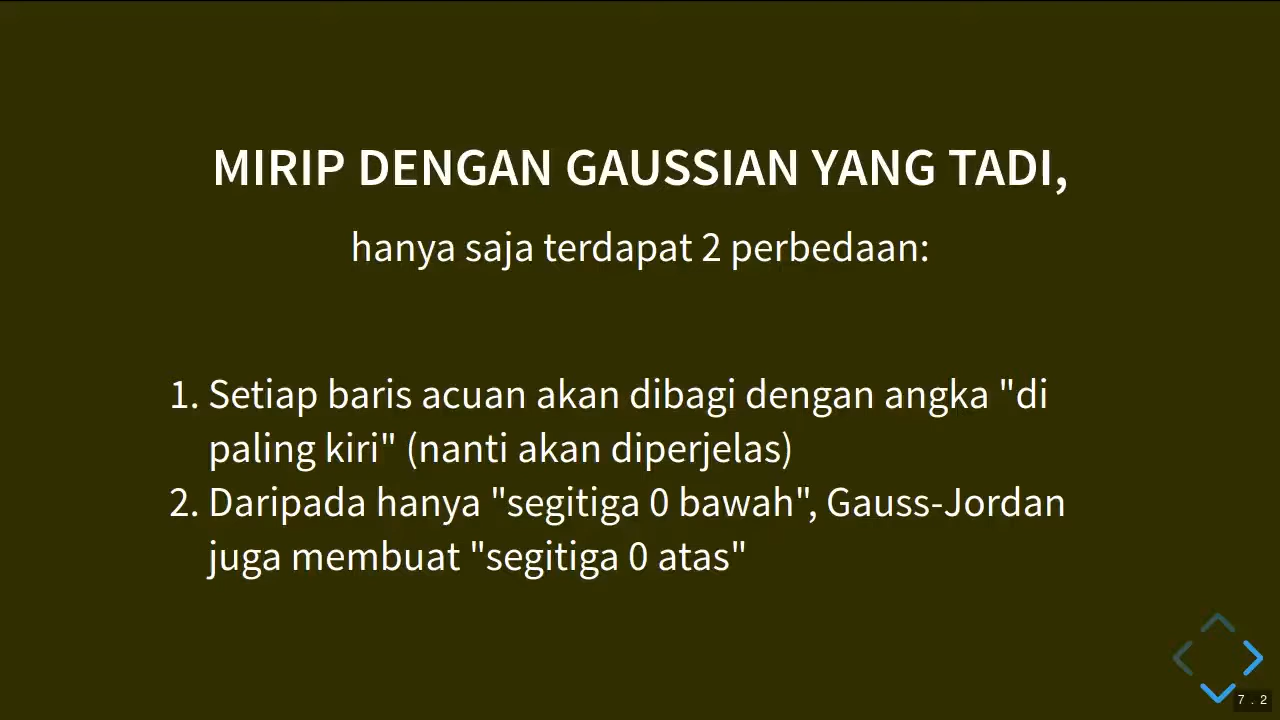 MIRIP DENGAN GAUSSIAN YANG TADI,
hanya saja terdapat 2 perbedaan:
1. Setiap baris acuan akan dibagi dengan angka "di
paling kiri" (nanti akan diperjelas)
2. Daripada hanya "segitiga 0 bawah", Gauss-Jordan
juga membuat "segitiga 0 atas"
7.2